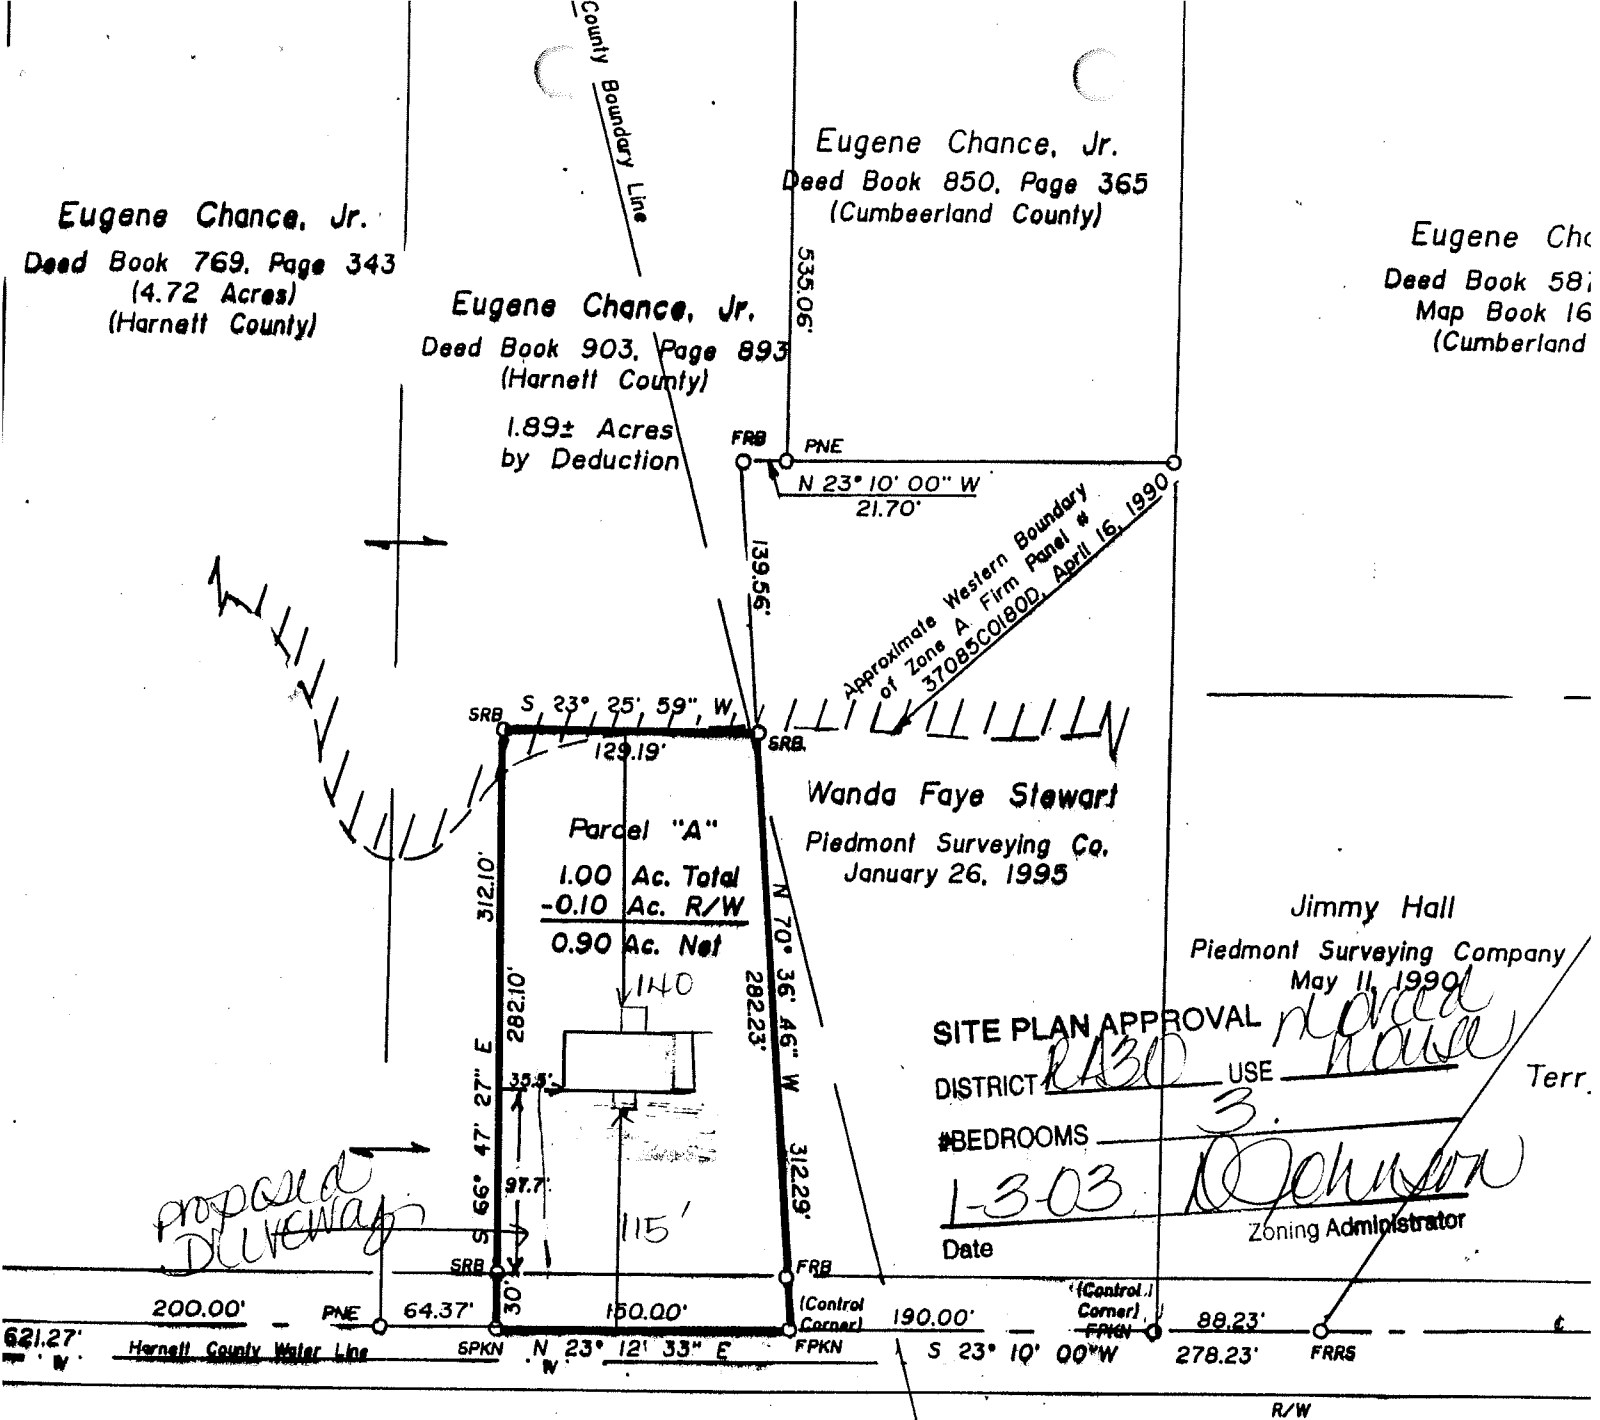 County Boundary Line
Eugene Chance, Jr.
Deed Book 850, Page 365
(Cumbeerland County)
Eugene Chance, Jr.
Deed Book 769, Page 343
(4.72 Acres)
(Harnett County)
Eugene
Deed Book 587
Map Book 16
(Cumberland
535.06'
Eugene Chance, Jr.
Deed Book 903, Page 893
(Harnett County)
1.89± Acres
by Deduction
FRB
PNE
N 23° 10' 00" W
21.70'
139.56'
Approximate Western Boundary
of Zone A. Firm Panel #
37085C0180D, April 16, 1990
SRB
S 23° 25' 59" W
129.19'
SRB.
Wanda Faye Stewart
Piedmont Surveying Co.
January 26, 1995
Parcel "A"
1.00 Ac. Total
-0.10 Ac. R/W
0.90 Ac. Net
312.10'
282.10'
S 66° 47' 27" E
N 70° 36' 46" W
282.23'
312.29'
140
35.5'
97.7'
115'
Jimmy Hall
Piedmont Surveying Company
May 11, 1990
SITE PLAN APPROVAL
DISTRICT RA30 USE house
#BEDROOMS 3
1-3-03 DJohnson
Date Zoning Administrator
Terr
proposed
Driveway
SRB
FRB
30'
200.00'
PNE
64.37'
150.00'
(Control
Corner)
190.00'
(Control
Corner)
FPKN
88.23'
621.27'
W
Harnett County Water Line
SPKN
N 23° 12' 33" E
W
FPKN
S 23° 10' 00" W
278.23'
FRRS
R/W